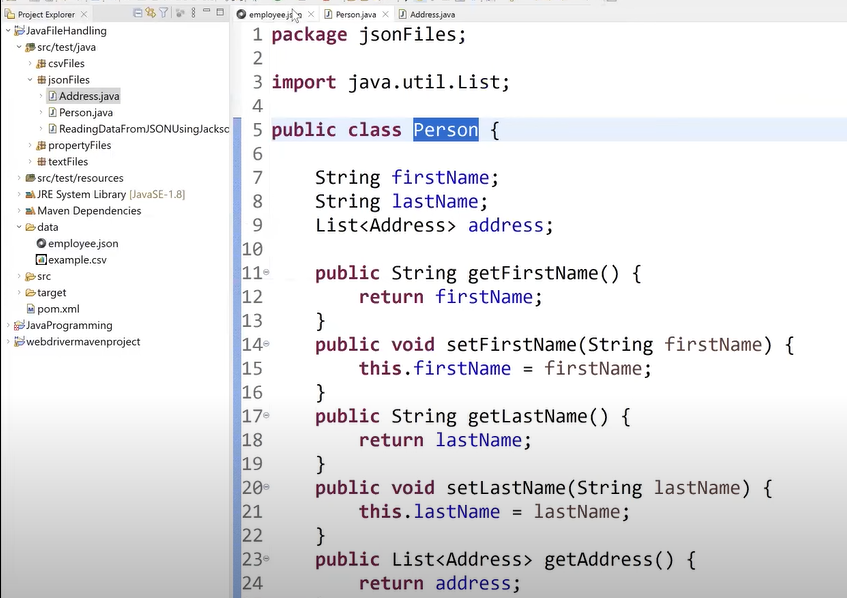 Project Explorer
employee.json
Person.java
Address.java
JavaFileHandling
src/test/java
csvFiles
jsonFiles
Address.java
Person.java
ReadingDataFromJSONUsingJackso
propertyFiles
textFiles
src/test/resources
JRE System Library [JavaSE-1.8]
Maven Dependencies
data
employee.json
example.csv
src
target
pom.xml
JavaProgramming
webdrivermavenproject
1 package jsonFiles;
2
3 import java.util.List;
4
5 public class Person {
6
7 String firstName;
8 String lastName;
9 List<Address> address;
10
11 public String getFirstName() {
12 return firstName;
13 }
14 public void setFirstName(String firstName) {
15 this.firstName = firstName;
16 }
17 public String getLastName() {
18 return lastName;
19 }
20 public void setLastName(String lastName) {
21 this.lastName = lastName;
22 }
23 public List<Address> getAddress() {
24 return address;